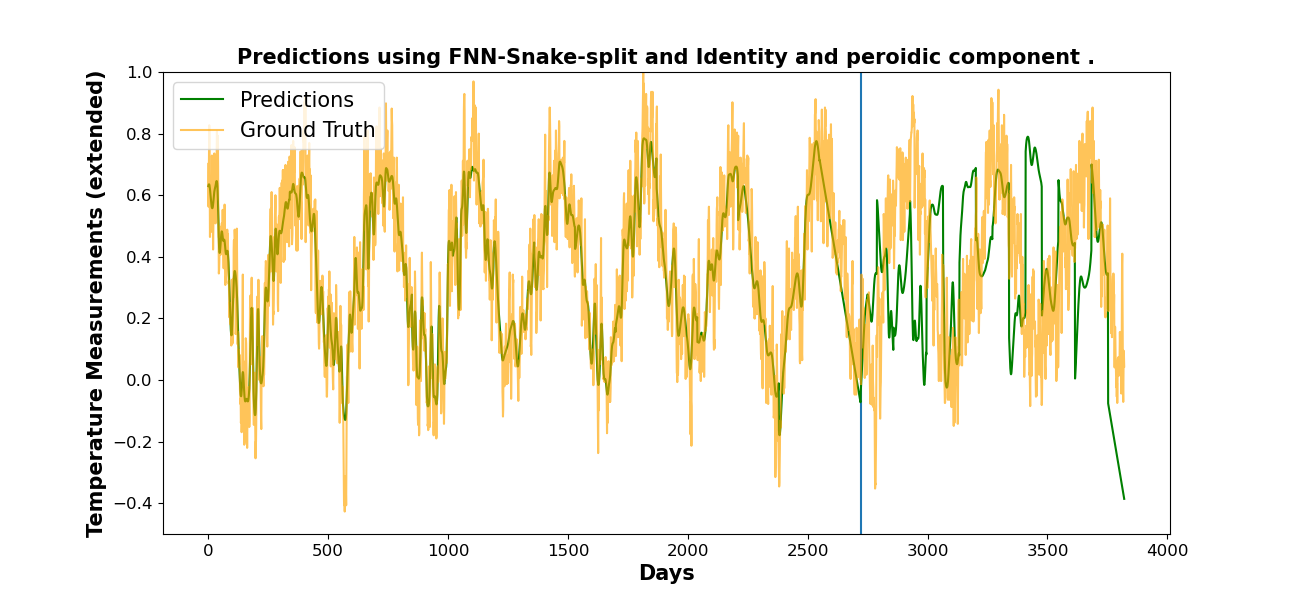 Predictions using FNN-Snake-split and Identity and peroidic component .
Temperature Measurements (extended)
1.0
0.8
0.6
0.4
0.2
0.0
−0.2
−0.4
Predictions
Ground Truth
0 500 1000 1500 2000 2500 3000 3500 4000
Days